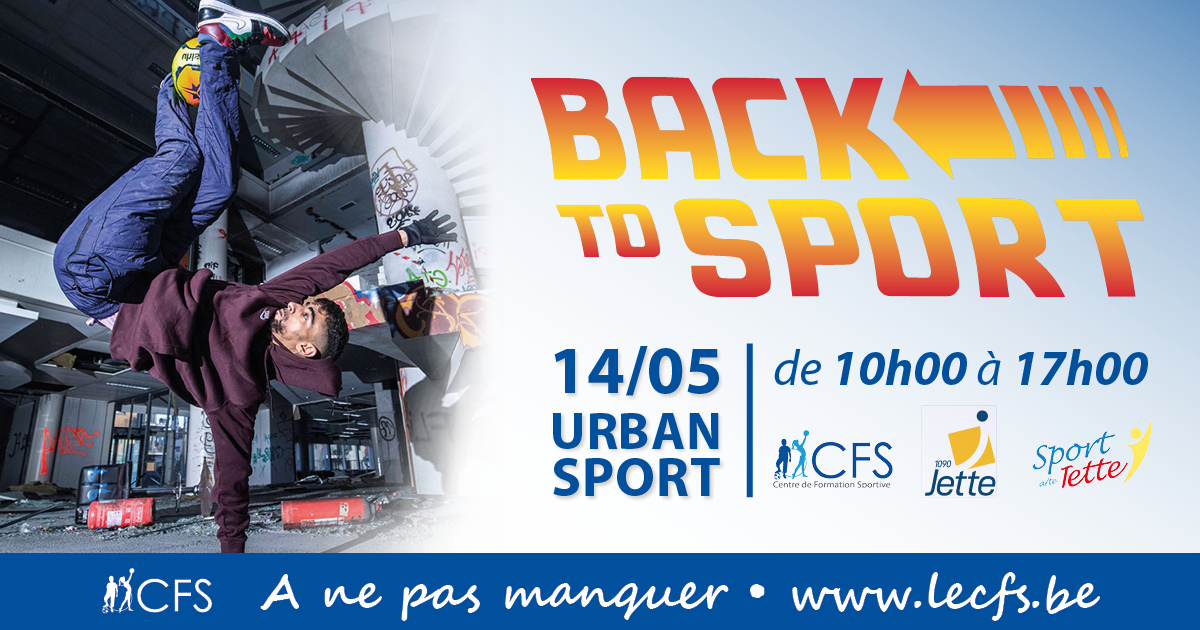 BACK
TO SPORT
14/05
URBAN
SPORT
de 10h00 à 17h00
CFS
Centre de Formation Sportive
1090
Jette
Sport
à/te Jette
CFS A ne pas manquer • www.lecfs.be